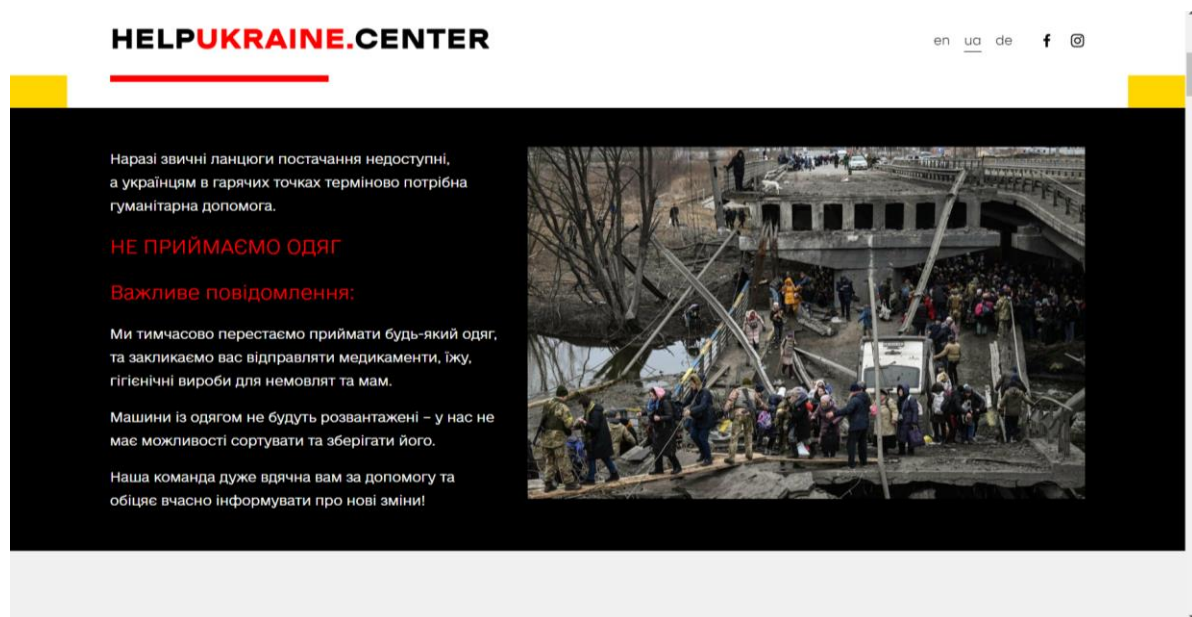 HELPUKRAINE.CENTER
en ua de
Наразі звичні ланцюги постачання недоступні,
а українцям в гарячих точках терміново потрібна
гуманітарна допомога.
НЕ ПРИЙМАЄМО ОДЯГ
Важливе повідомлення:
Ми тимчасово перестаємо приймати будь-який одяг,
та закликаємо вас відправляти медикаменти, їжу,
гігієнічні вироби для немовлят та мам.
Машини із одягом не будуть розвантажені – у нас не
має можливості сортувати та зберігати його.
Наша команда дуже вдячна вам за допомогу та
обіцяє вчасно інформувати про нові зміни!